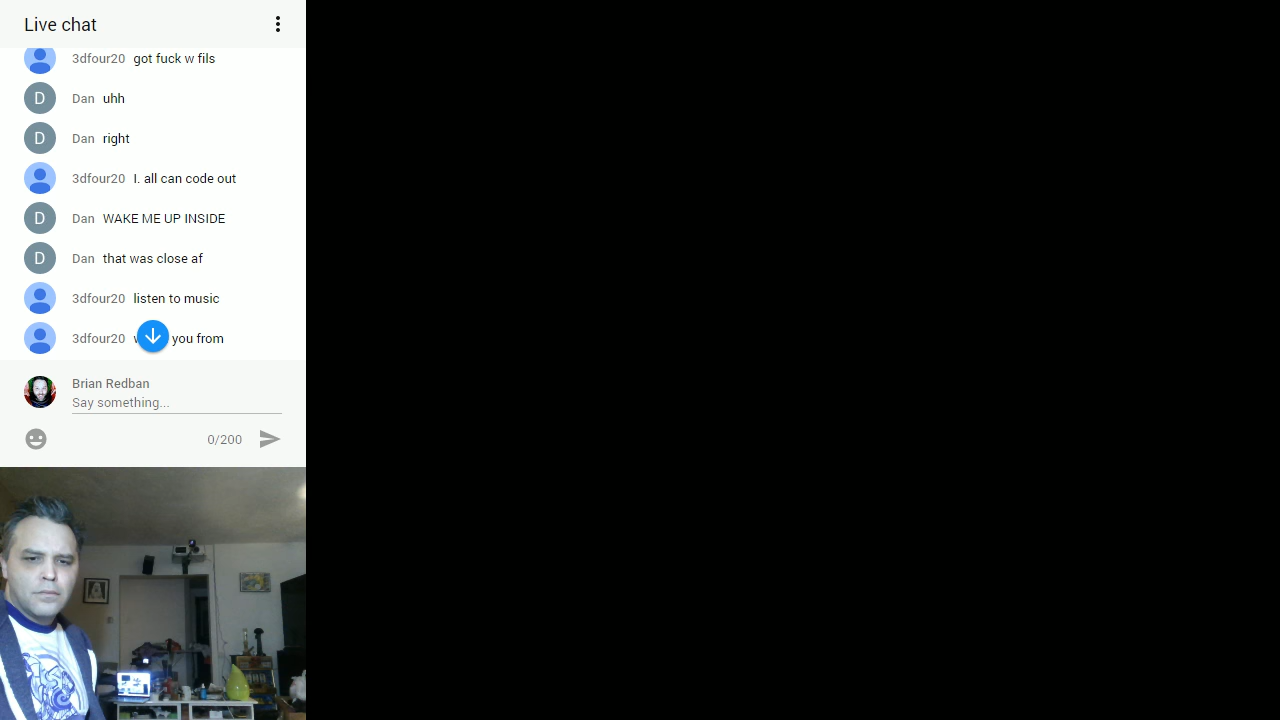 Live chat
3dfour20 got fuck w fils
D Dan uhh
D Dan right
3dfour20 I. all can code out
D Dan WAKE ME UP INSIDE
D Dan that was close af
3dfour20 listen to music
3dfour20 you from
Brian Redban
Say something...
0/200